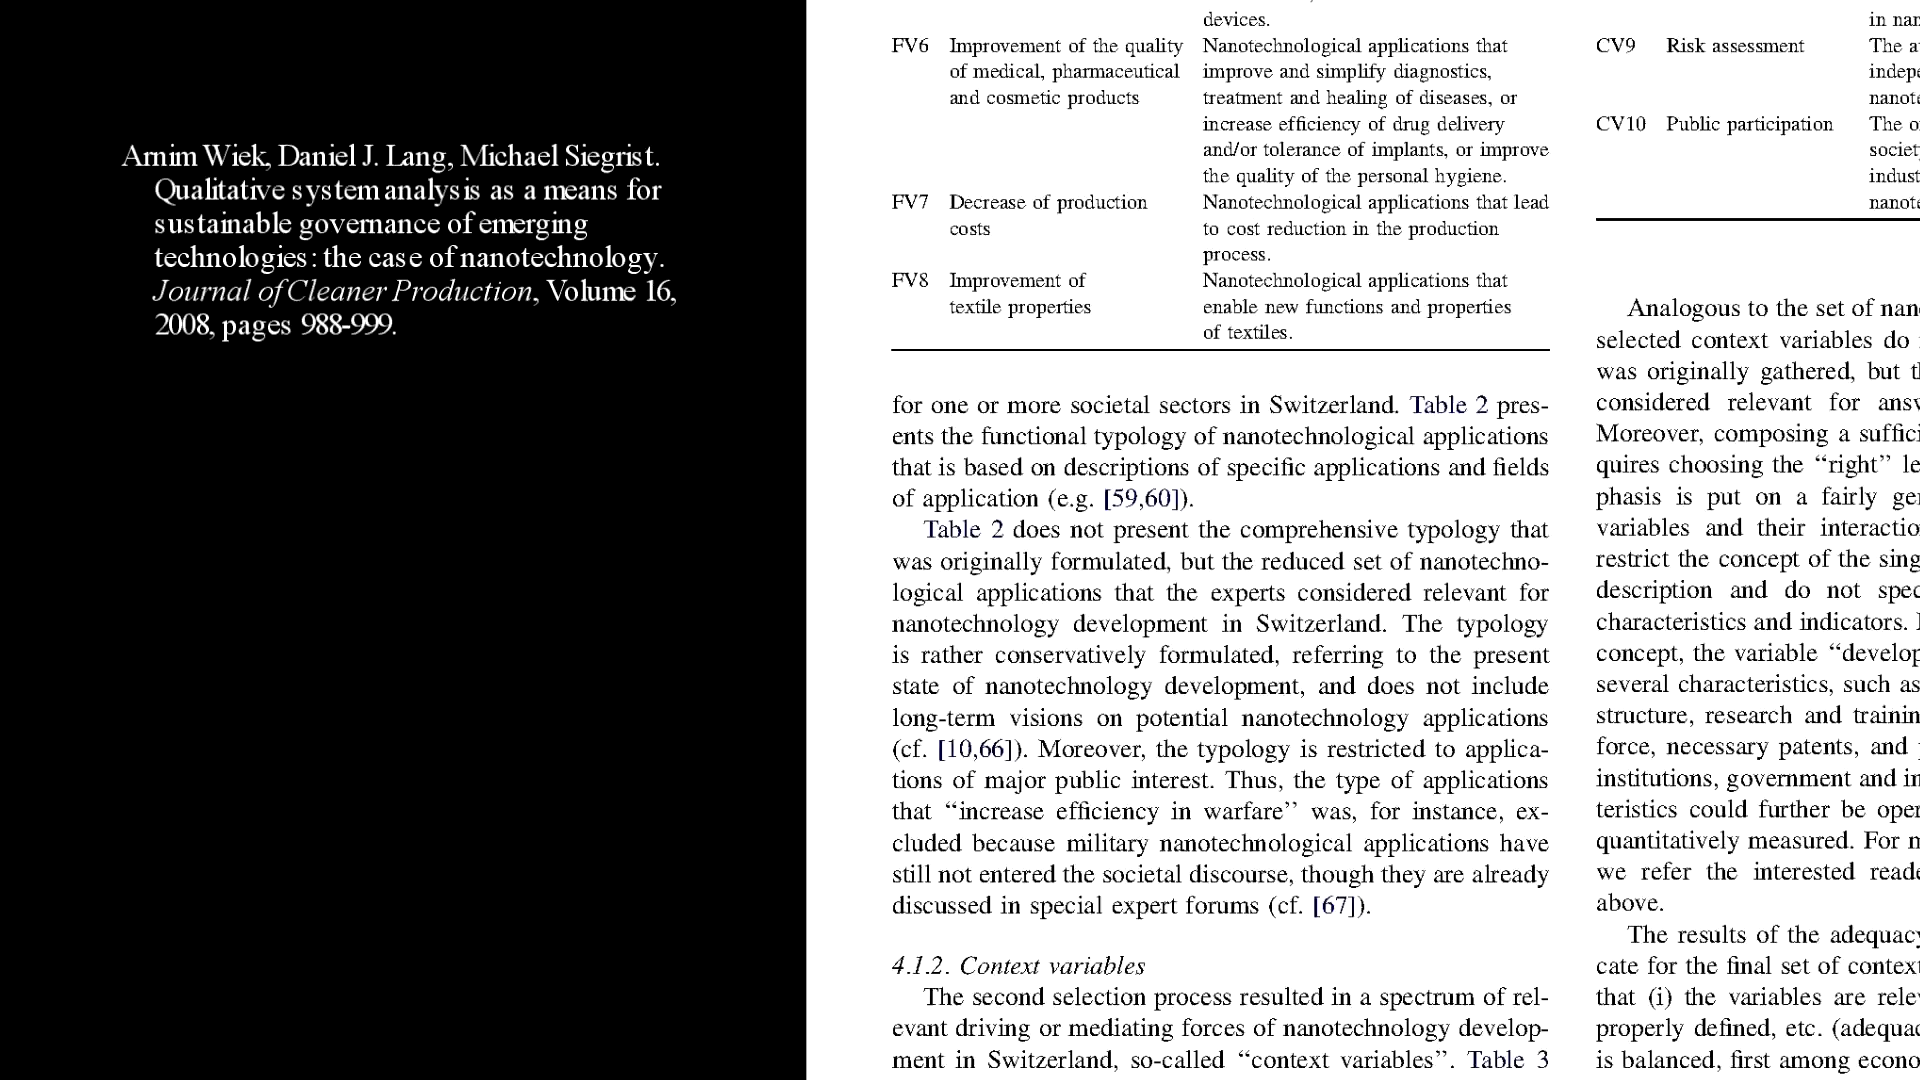 Arnim Wiek, Daniel J. Lang, Michael Siegrist.
Qualitative system analysis as a means for
sustainable governance of emerging
technologies: the case of nanotechnology.
Journal of Cleaner Production, Volume 16,
2008, pages 988-999.
devices.
FV6 Improvement of the quality Nanotechnological applications that
of medical, pharmaceutical improve and simplify diagnostics,
and cosmetic products treatment and healing of diseases, or
increase efficiency of drug delivery
and/or tolerance of implants, or improve
the quality of the personal hygiene.
FV7 Decrease of production Nanotechnological applications that lead
costs to cost reduction in the production
process.
FV8 Improvement of Nanotechnological applications that
textile properties enable new functions and properties
of textiles.
for one or more societal sectors in Switzerland. Table 2 pres-
ents the functional typology of nanotechnological applications
that is based on descriptions of specific applications and fields
of application (e.g. [59,60]).
Table 2 does not present the comprehensive typology that
was originally formulated, but the reduced set of nanotechno-
logical applications that the experts considered relevant for
nanotechnology development in Switzerland. The typology
is rather conservatively formulated, referring to the present
state of nanotechnology development, and does not include
long-term visions on potential nanotechnology applications
(cf. [10,66]). Moreover, the typology is restricted to applica-
tions of major public interest. Thus, the type of applications
that “increase efficiency in warfare” was, for instance, ex-
cluded because military nanotechnological applications have
still not entered the societal discourse, though they are already
discussed in special expert forums (cf. [67]).
4.1.2. Context variables
The second selection process resulted in a spectrum of rel-
evant driving or mediating forces of nanotechnology develop-
ment in Switzerland, so-called “context variables”. Table 3
in
CV9 Risk assessment The
CV10 Public participation The
Analogous to the set of
selected context variables do
was originally gathered, but
considered relevant for
Moreover, composing a
quires choosing the “right”
phasis is put on a fairly
variables and their
restrict the concept of the
description and do not
characteristics and indicators.
concept, the variable
several characteristics, such as
structure, research and
force, necessary patents, and
institutions, government and
teristics could further be
quantitatively measured. For
we refer the interested
above.
The results of the
cate for the final set of
that (i) the variables are
properly defined, etc.
is balanced, first among